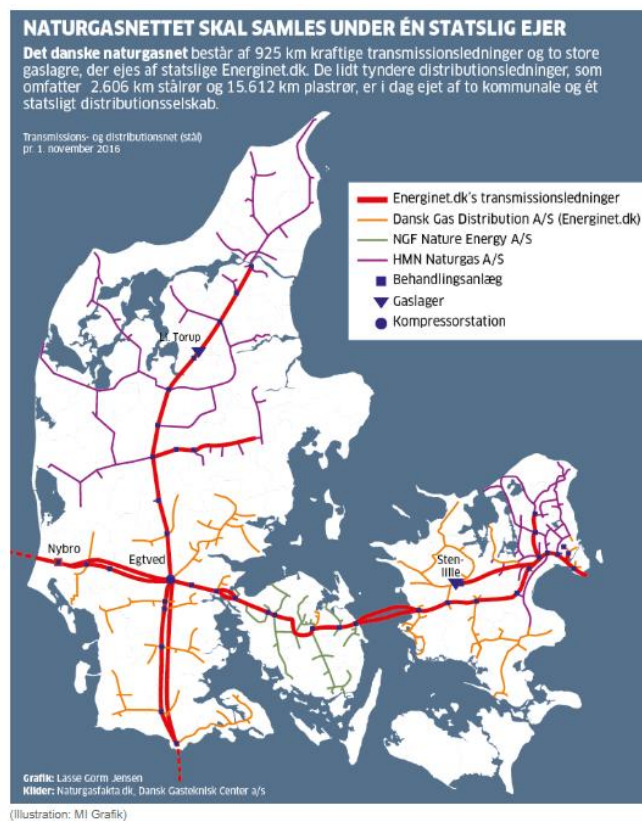 NATURGASNETTET SKAL SAMLES UNDER ÉN STATSLIG EJER
Det danske naturgasnet består af 925 km kraftige transmissionsledninger og to store
gaslagre, der ejes af statslige Energinet.dk. De lidt tyndere distributionsledninger, som
omfatter 2.606 km stålrør og 15.612 km plastrør, er i dag ejet af to kommunale og ét
statsligt distributionsselskab.
Transmissions- og distributionsnet (stål)
pr. 1. november 2016
Energinet.dk's transmissionsledninger
Dansk Gas Distribution A/S (Energinet.dk)
NGF Nature Energy A/S
HMN Naturgas A/S
Behandlingsanlæg
Gaslager
Kompressorstation
Ll. Torup
Nybro
Egtved
Sten-
lille
Grafik: Lasse Gorm Jensen
Kilder: Naturgasfakta.dk, Dansk Gasteknisk Center a/s
(Illustration: MI Grafik)